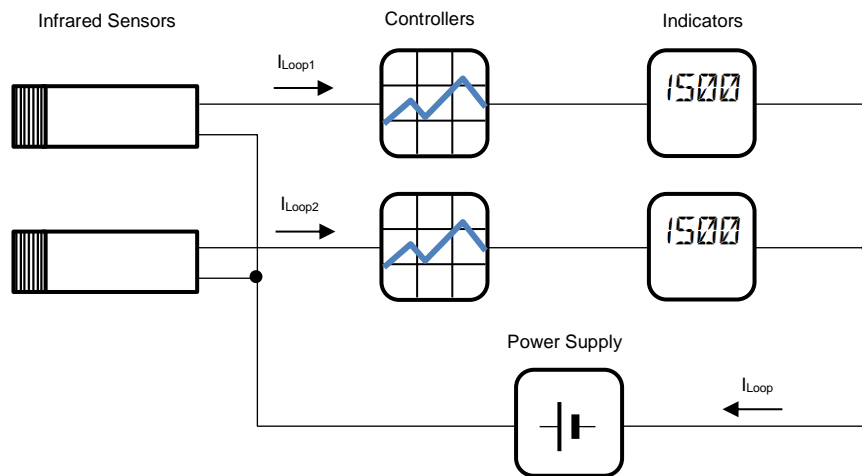 Infrared Sensors
Controllers
Indicators
ILoop1
1500
ILoop2
1500
Power Supply
ILoop